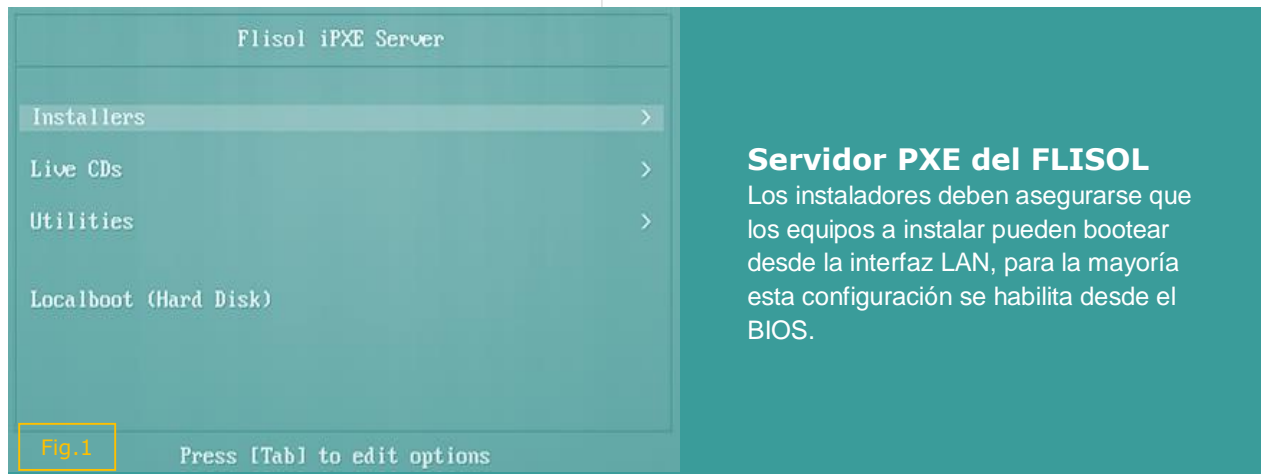 Flisol iPXE Server
Installers >
Live CDs >
Utilities >
Localboot (Hard Disk)
Fig.1
Press [Tab] to edit options
Servidor PXE del FLISOL
Los instaladores deben asegurarse que
los equipos a instalar pueden bootear
desde la interfaz LAN, para la mayoría
esta configuración se habilita desde el
BIOS.